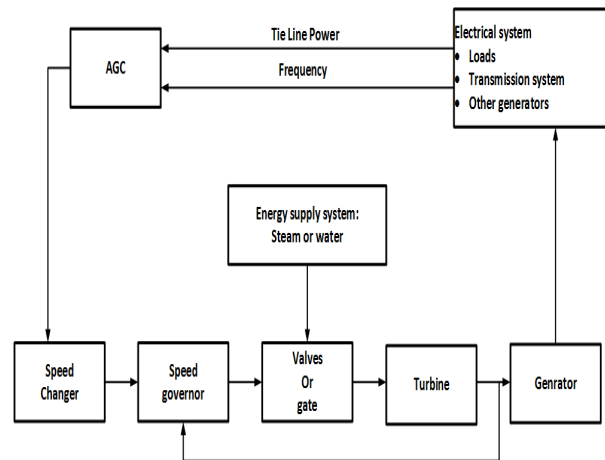 Tie Line Power
Electrical system
• Loads
• Transmission system
• Other generators
AGC
Frequency
Energy supply system:
Steam or water
Speed
Changer
Speed
governor
Valves
Or
gate
Turbine
Genrator